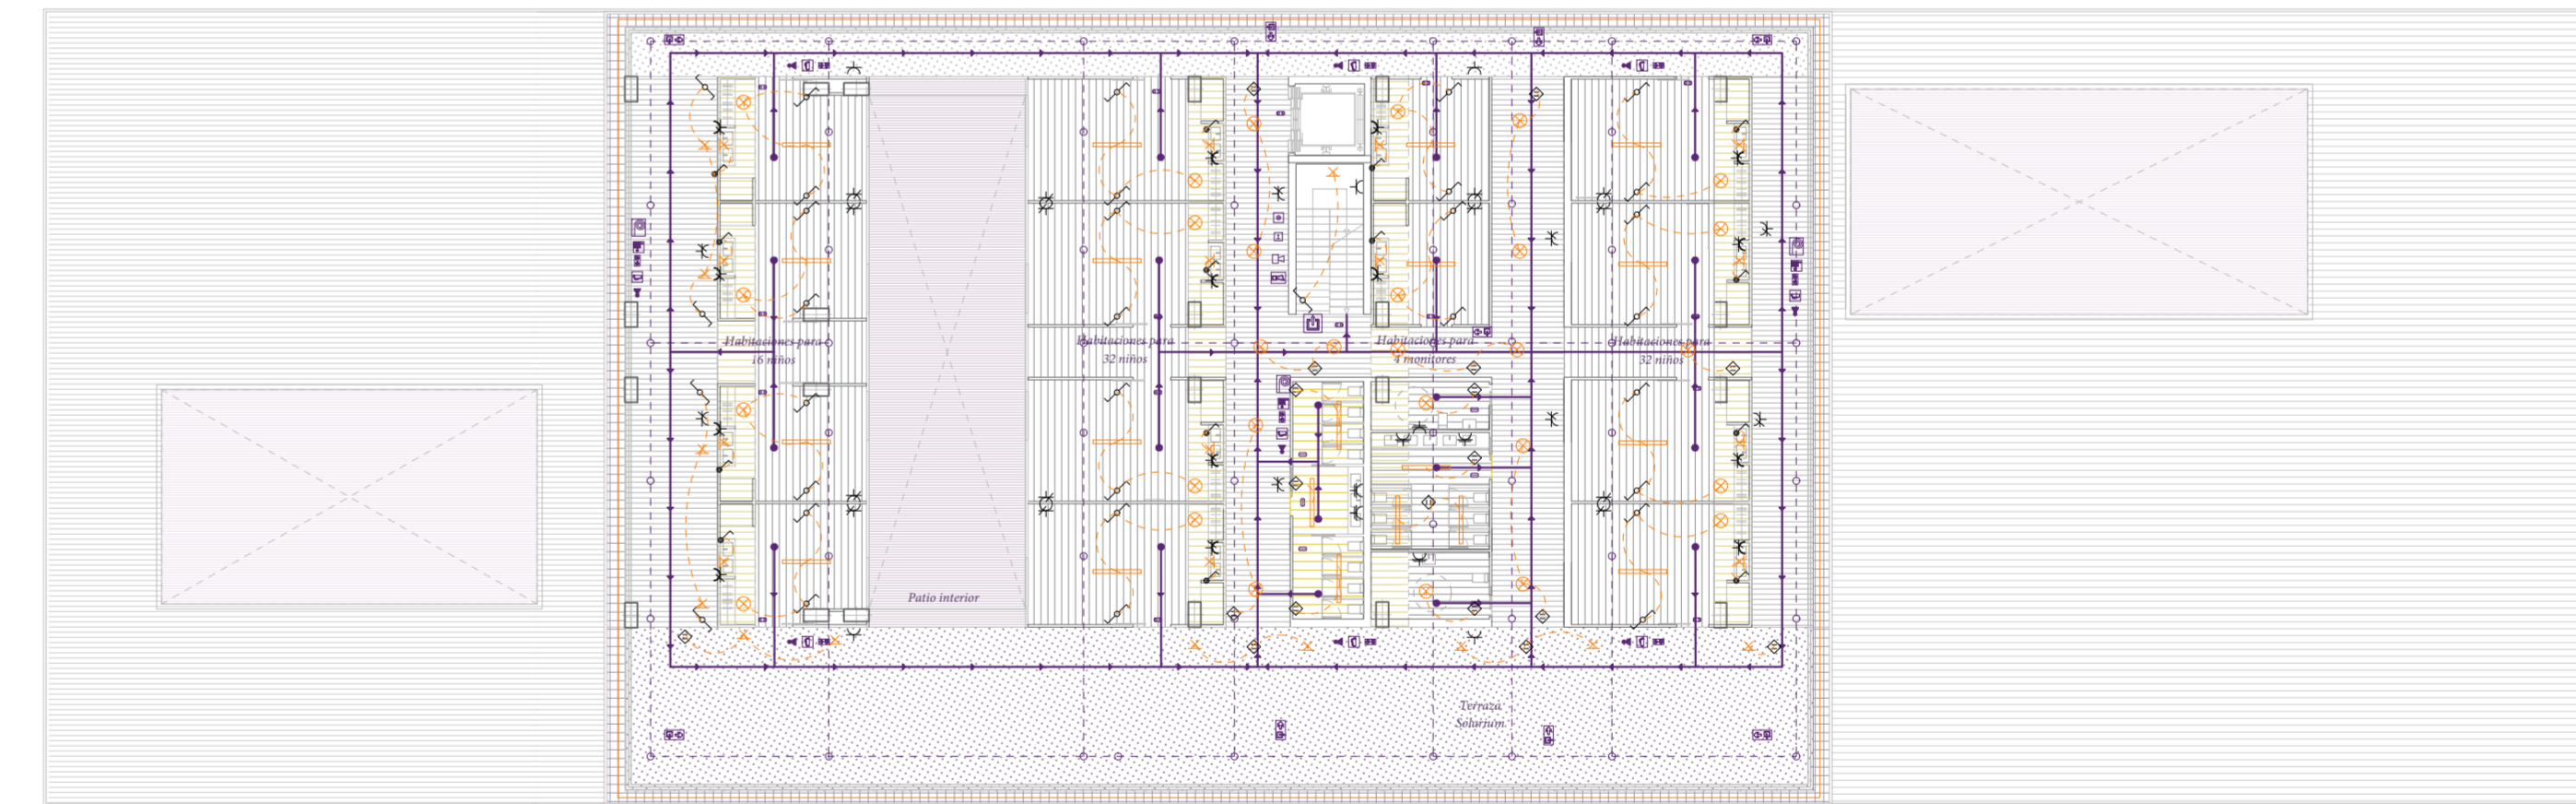 Habitaciones para
16 niños
Habitaciones para
32 niños
Habitaciones para
4 monitores
Habitaciones para
32 niños
Patio interior
Terraza
Solarium